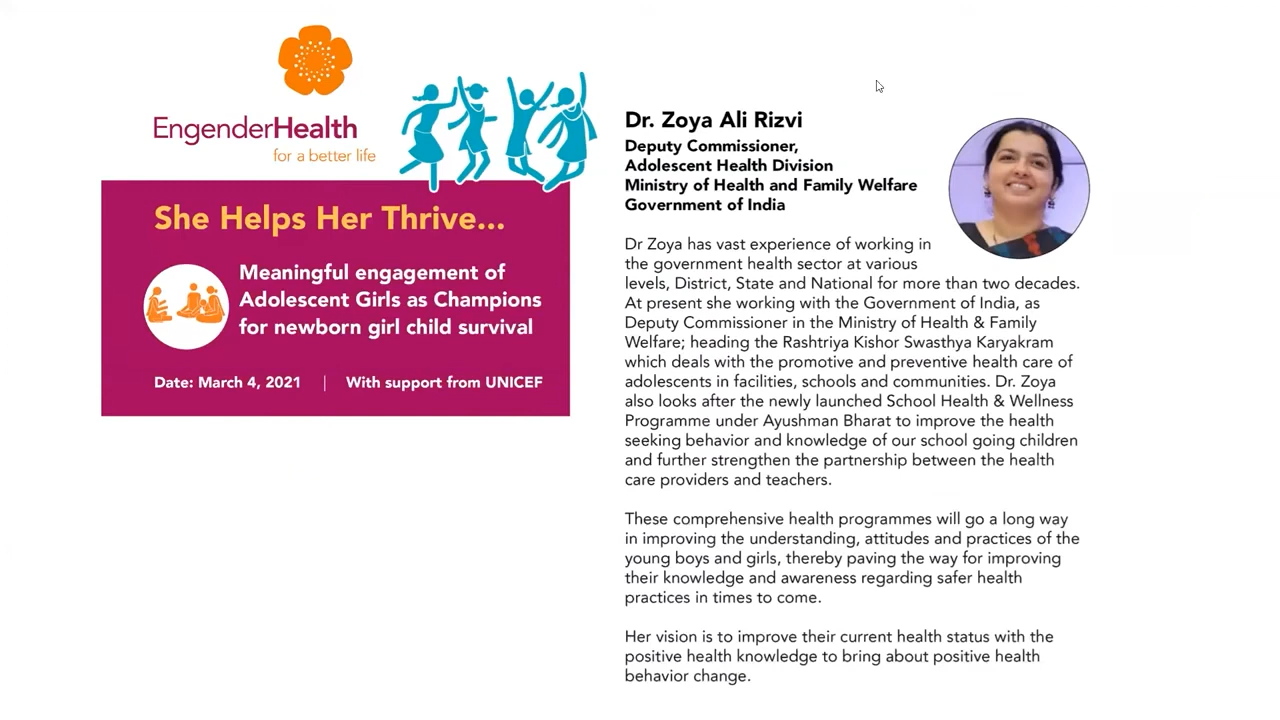 EngenderHealth
for a better life
She Helps Her Thrive...
Meaningful engagement of
Adolescent Girls as Champions
for newborn girl child survival
Date: March 4, 2021 | With support from UNICEF
Dr. Zoya Ali Rizvi
Deputy Commissioner,
Adolescent Health Division
Ministry of Health and Family Welfare
Government of India
Dr Zoya has vast experience of working in
the government health sector at various
levels, District, State and National for more than two decades.
At present she working with the Government of India, as
Deputy Commissioner in the Ministry of Health & Family
Welfare; heading the Rashtriya Kishor Swasthya Karyakram
which deals with the promotive and preventive health care of
adolescents in facilities, schools and communities. Dr. Zoya
also looks after the newly launched School Health & Wellness
Programme under Ayushman Bharat to improve the health
seeking behavior and knowledge of our school going children
and further strengthen the partnership between the health
care providers and teachers.
These comprehensive health programmes will go a long way
in improving the understanding, attitudes and practices of the
young boys and girls, thereby paving the way for improving
their knowledge and awareness regarding safer health
practices in times to come.
Her vision is to improve their current health status with the
positive health knowledge to bring about positive health
behavior change.